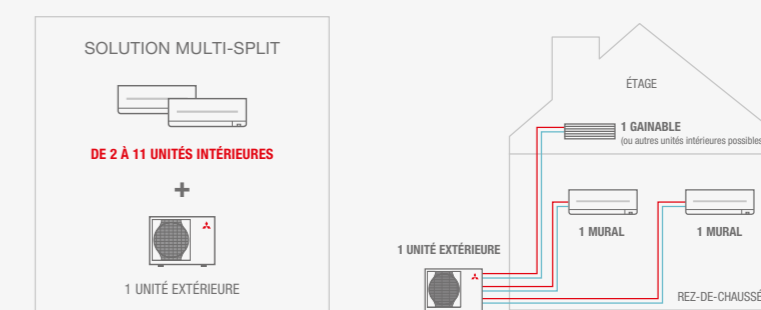 SOLUTION MULTI-SPLIT
DE 2 À 11 UNITÉS INTÉRIEURES
+
1 UNITÉ EXTÉRIEURE
ÉTAGE
1 GAINABLE
(ou autres unités intérieures possibles
1 MURAL
1 MURAL
1 UNITÉ EXTÉRIEURE
REZ-DE-CHAUSSÉ